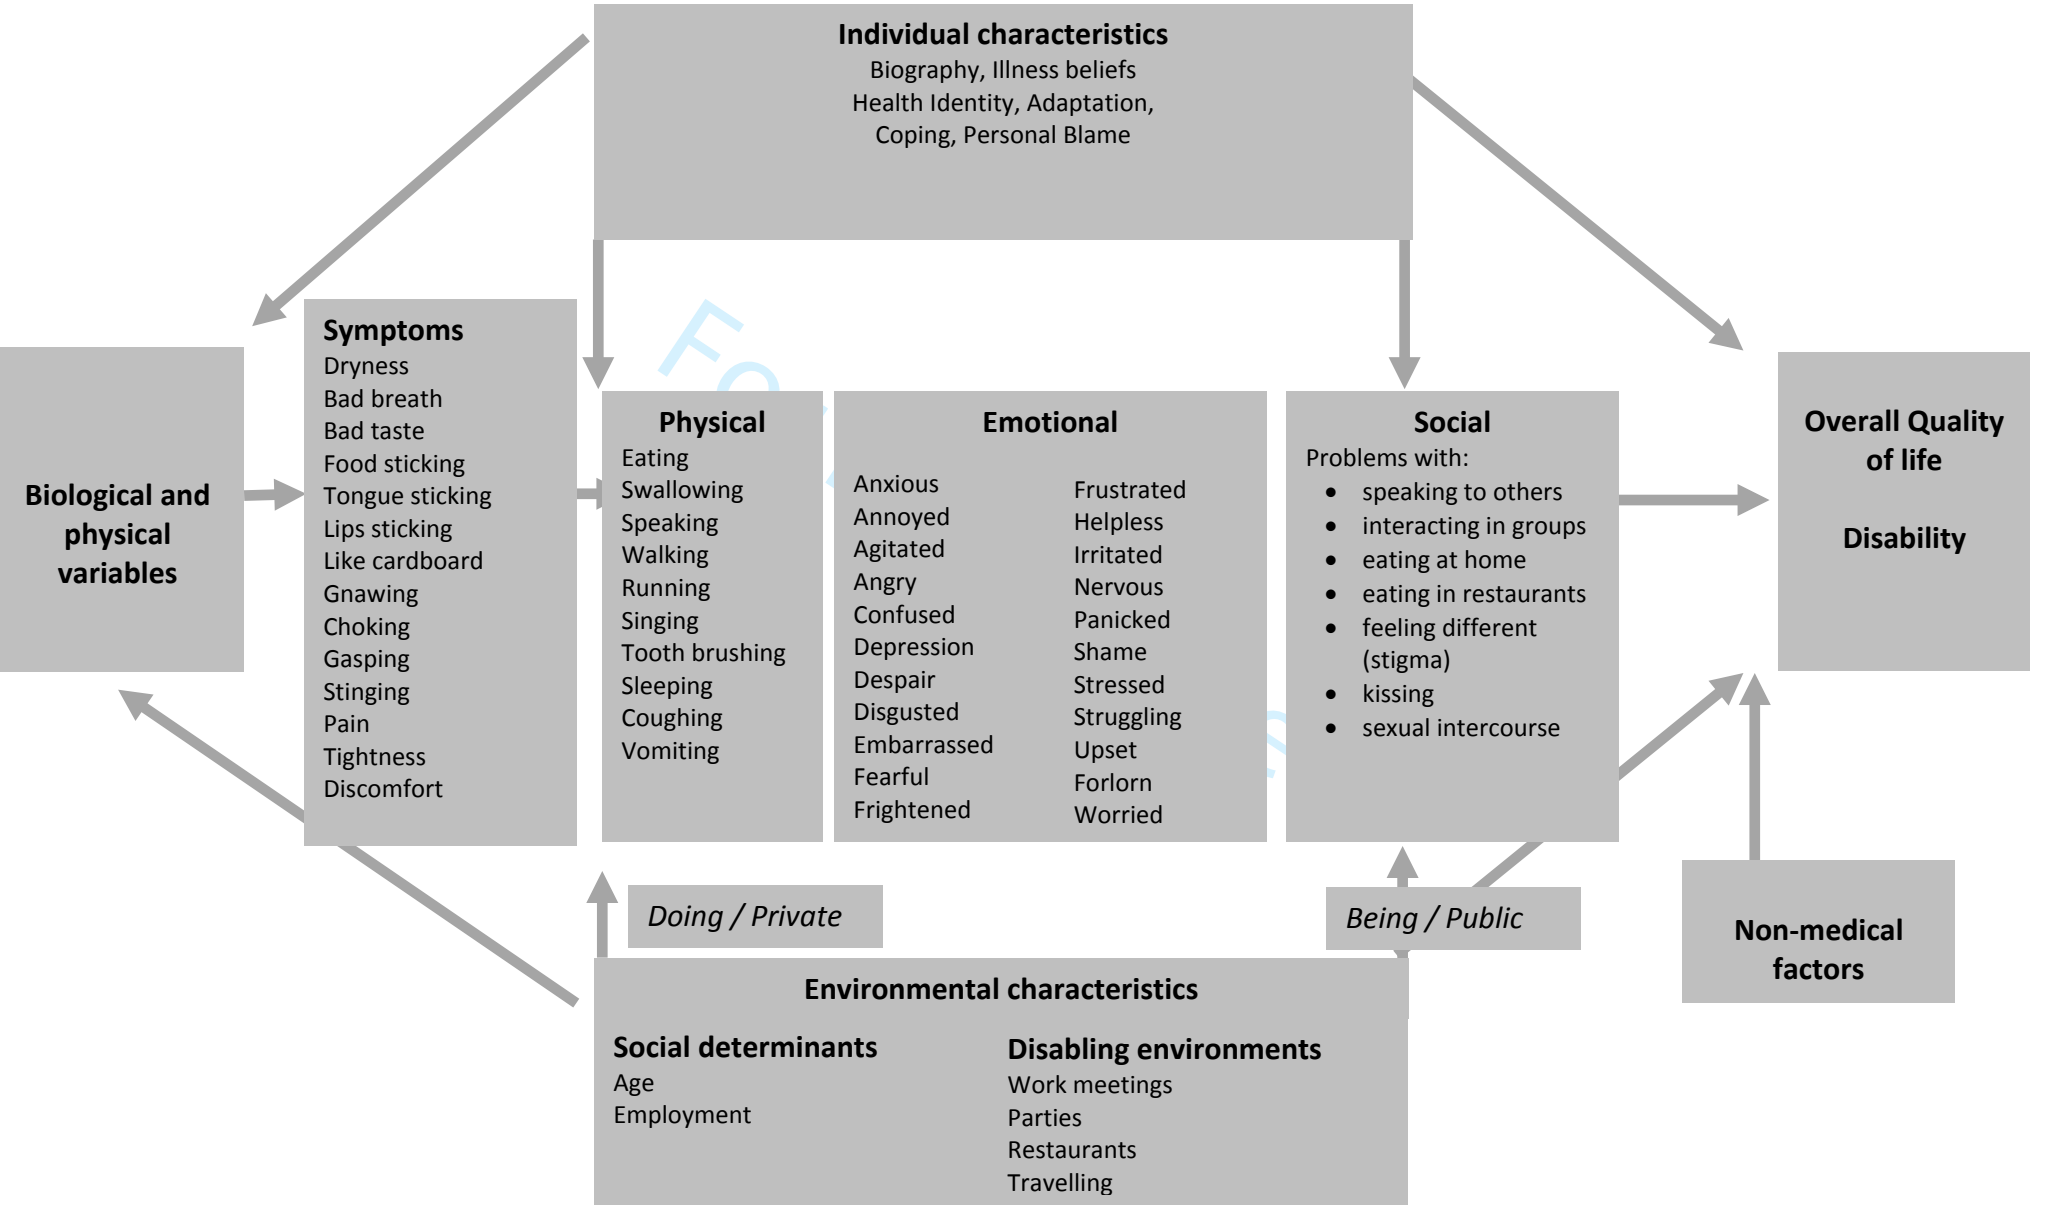 Individual characteristics
Biography, Illness beliefs
Health Identity, Adaptation,
Coping, Personal Blame
Biological and
physical
variables
Symptoms
Dryness
Bad breath
Bad taste
Food sticking
Tongue sticking
Lips sticking
Like cardboard
Gnawing
Choking
Gasping
Stinging
Pain
Tightness
Discomfort
Physical
Eating
Swallowing
Speaking
Walking
Running
Singing
Tooth brushing
Sleeping
Coughing
Vomiting
Emotional
Anxious
Annoyed
Agitated
Angry
Confused
Depression
Despair
Disgusted
Embarrassed
Fearful
Frightened
Frustrated
Helpless
Irritated
Nervous
Panicked
Shame
Stressed
Struggling
Upset
Forlorn
Worried
Social
Problems with:
• speaking to others
• interacting in groups
• eating at home
• eating in restaurants
• feeling different
(stigma)
• kissing
• sexual intercourse
Overall Quality
of life
Disability
Doing / Private
Being / Public
Non-medical
factors
Environmental characteristics
Social determinants
Age
Employment
Disabling environments
Work meetings
Parties
Restaurants
Travelling